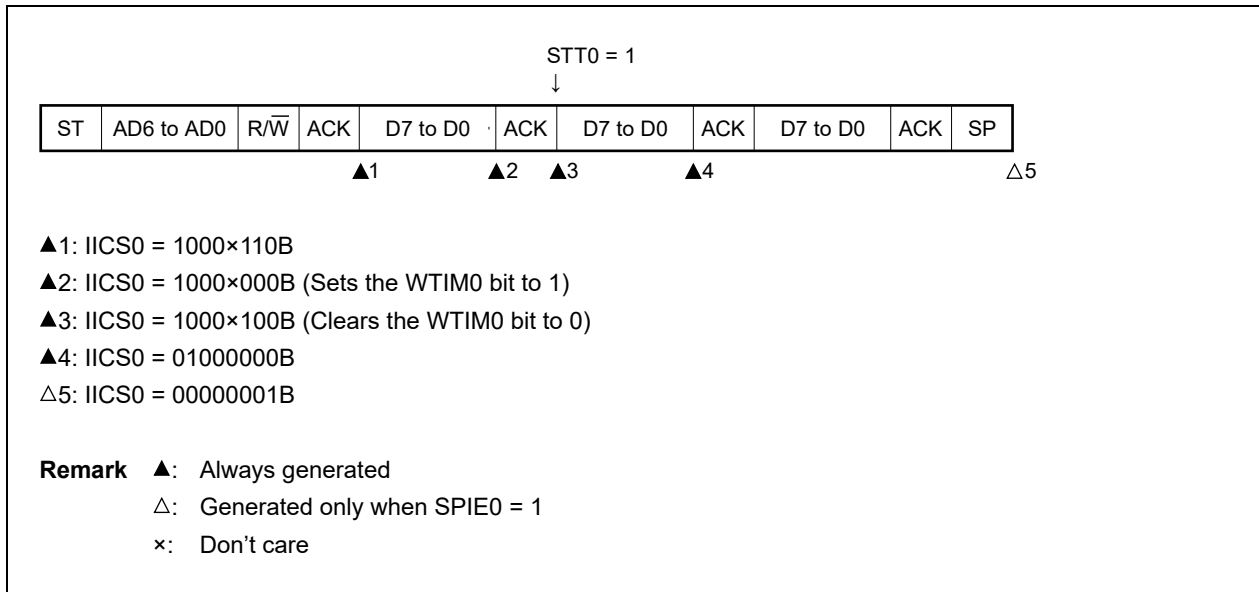 STT0 = 1
↓
ST AD6 to AD0 R/W̅ ACK D7 to D0 ACK D7 to D0 ACK D7 to D0 ACK SP
▲1 ▲2 ▲3 ▲4 △5
▲1: IICS0 = 1000×110B
▲2: IICS0 = 1000×000B (Sets the WTIM0 bit to 1)
▲3: IICS0 = 1000×100B (Clears the WTIM0 bit to 0)
▲4: IICS0 = 01000000B
△5: IICS0 = 00000001B
Remark ▲: Always generated
△: Generated only when SPIE0 = 1
×: Don't care